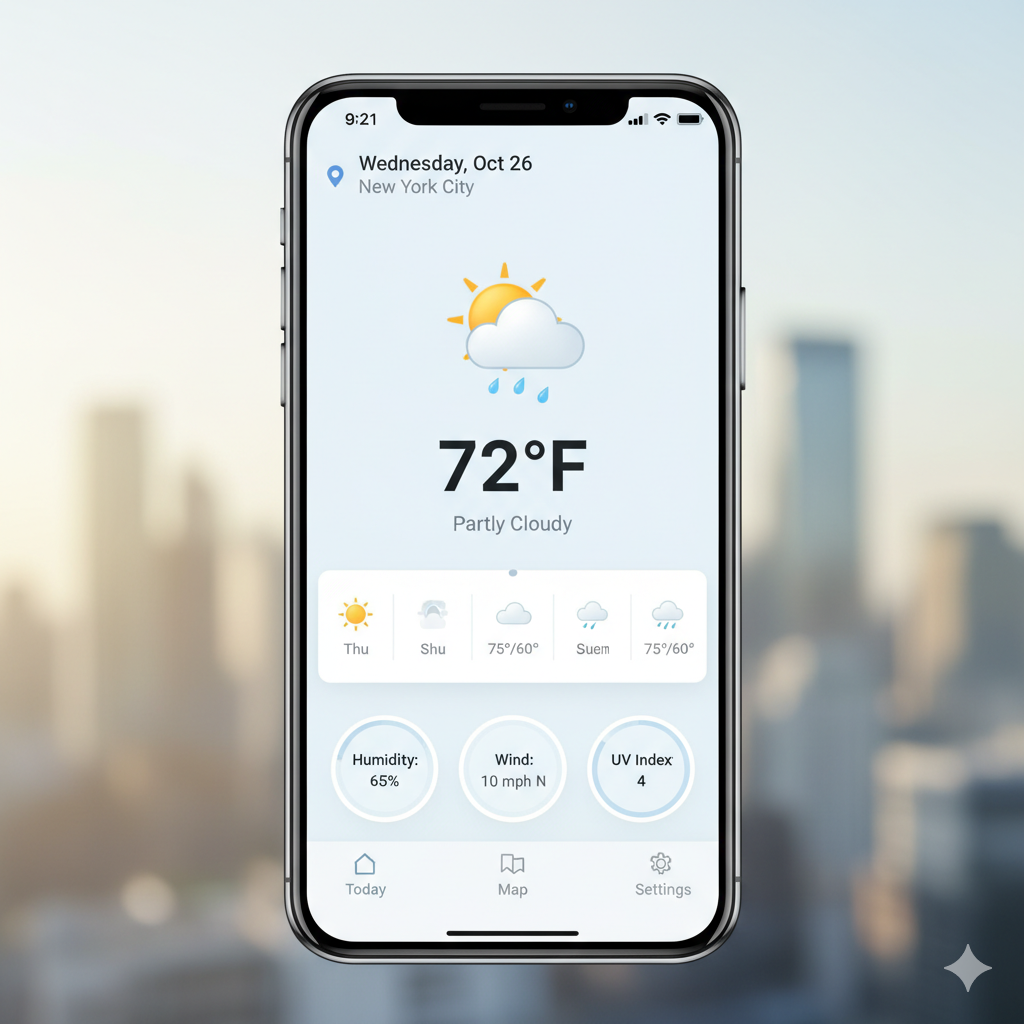 9:21
Wednesday, Oct 26
New York City
72°F
Partly Cloudy
Thu
Shu
75°/60°
Suem
75°/60°
Humidity:
65%
Wind:
10 mph N
UV Index
4
Today
Map
Settings